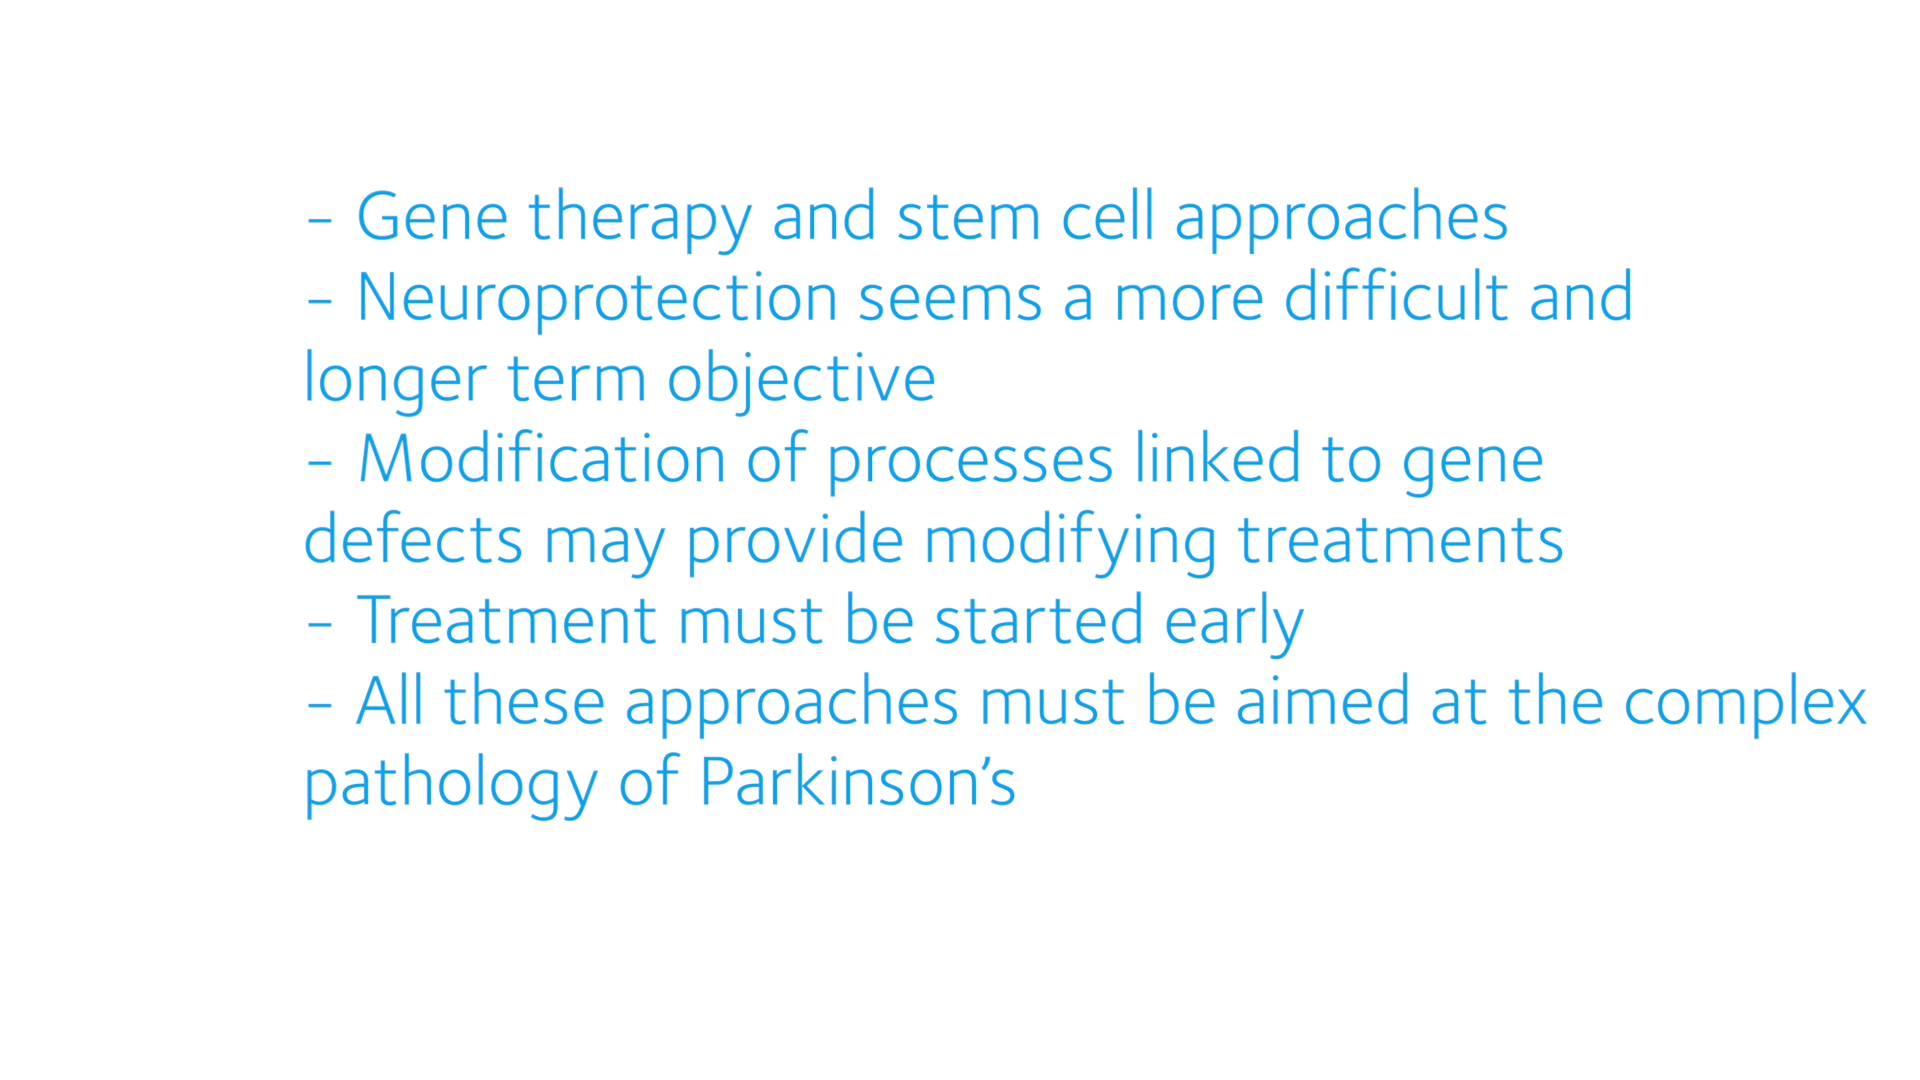 – Gene therapy and stem cell approaches
– Neuroprotection seems a more difficult and
longer term objective
– Modification of processes linked to gene
defects may provide modifying treatments
– Treatment must be started early
– All these approaches must be aimed at the complex
pathology of Parkinson’s